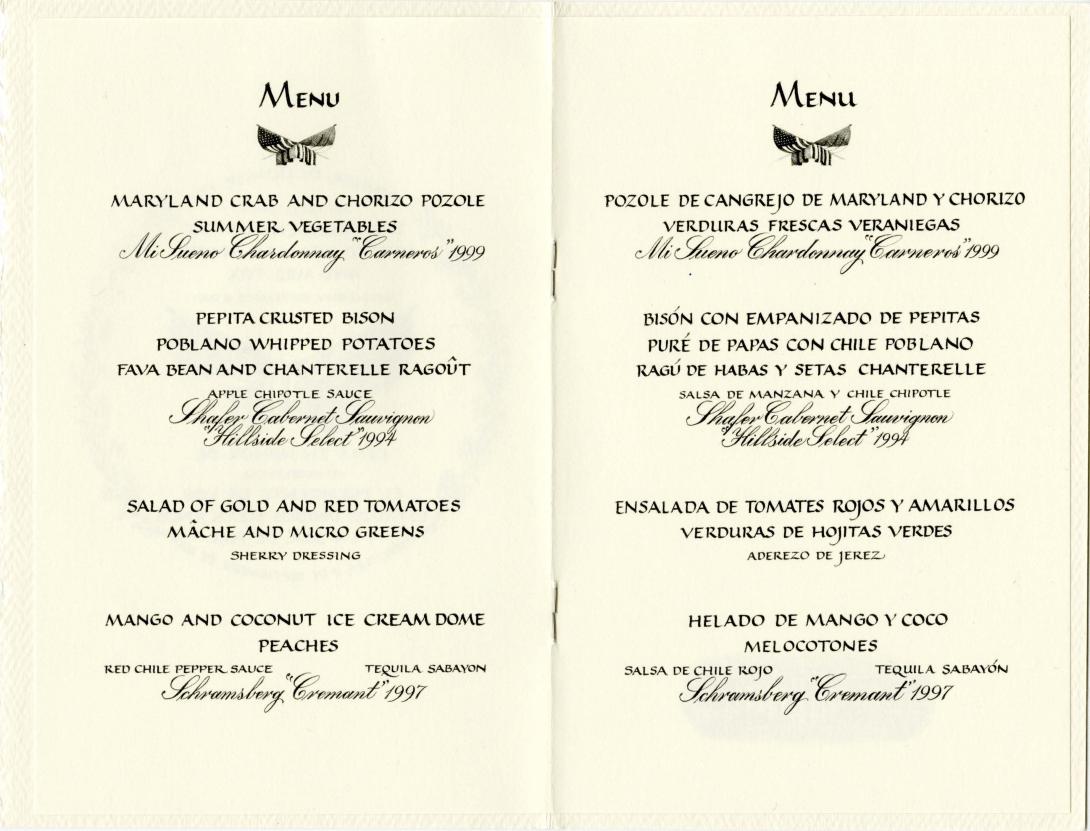 MENU
MARYLAND CRAB AND CHORIZO POZOLE
SUMMER VEGETABLES
Mi Sueno Chardonnay "Carneros" 1999
PEPITA CRUSTED BISON
POBLANO WHIPPED POTATOES
FAVA BEAN AND CHANTERELLE RAGOÛT
APPLE CHIPOTLE SAUCE
Shafer Cabernet Sauvignon
"Hillside Select" 1994
SALAD OF GOLD AND RED TOMATOES
MÂCHE AND MICRO GREENS
SHERRY DRESSING
MANGO AND COCONUT ICE CREAM DOME
PEACHES
RED CHILE PEPPER SAUCE TEQUILA SABAYON
Schramsberg "Cremant" 1997
MENU
POZOLE DE CANGREJO DE MARYLAND Y CHORIZO
VERDURAS FRESCAS VERANIEGAS
Mi Sueno Chardonnay "Carneros" 1999
BISÓN CON EMPANIZADO DE PEPITAS
PURÉ DE PAPAS CON CHILE POBLANO
RAGÚ DE HABAS Y SETAS CHANTERELLE
SALSA DE MANZANA Y CHILE CHIPOTLE
Shafer Cabernet Sauvignon
"Hillside Select" 1994
ENSALADA DE TOMATES ROJOS Y AMARILLOS
VERDURAS DE HOJITAS VERDES
ADEREZO DE JEREZ
HELADO DE MANGO Y COCO
MELOCOTONES
SALSA DE CHILE ROJO TEQUILA SABAYÓN
Schramsberg "Cremant" 1997